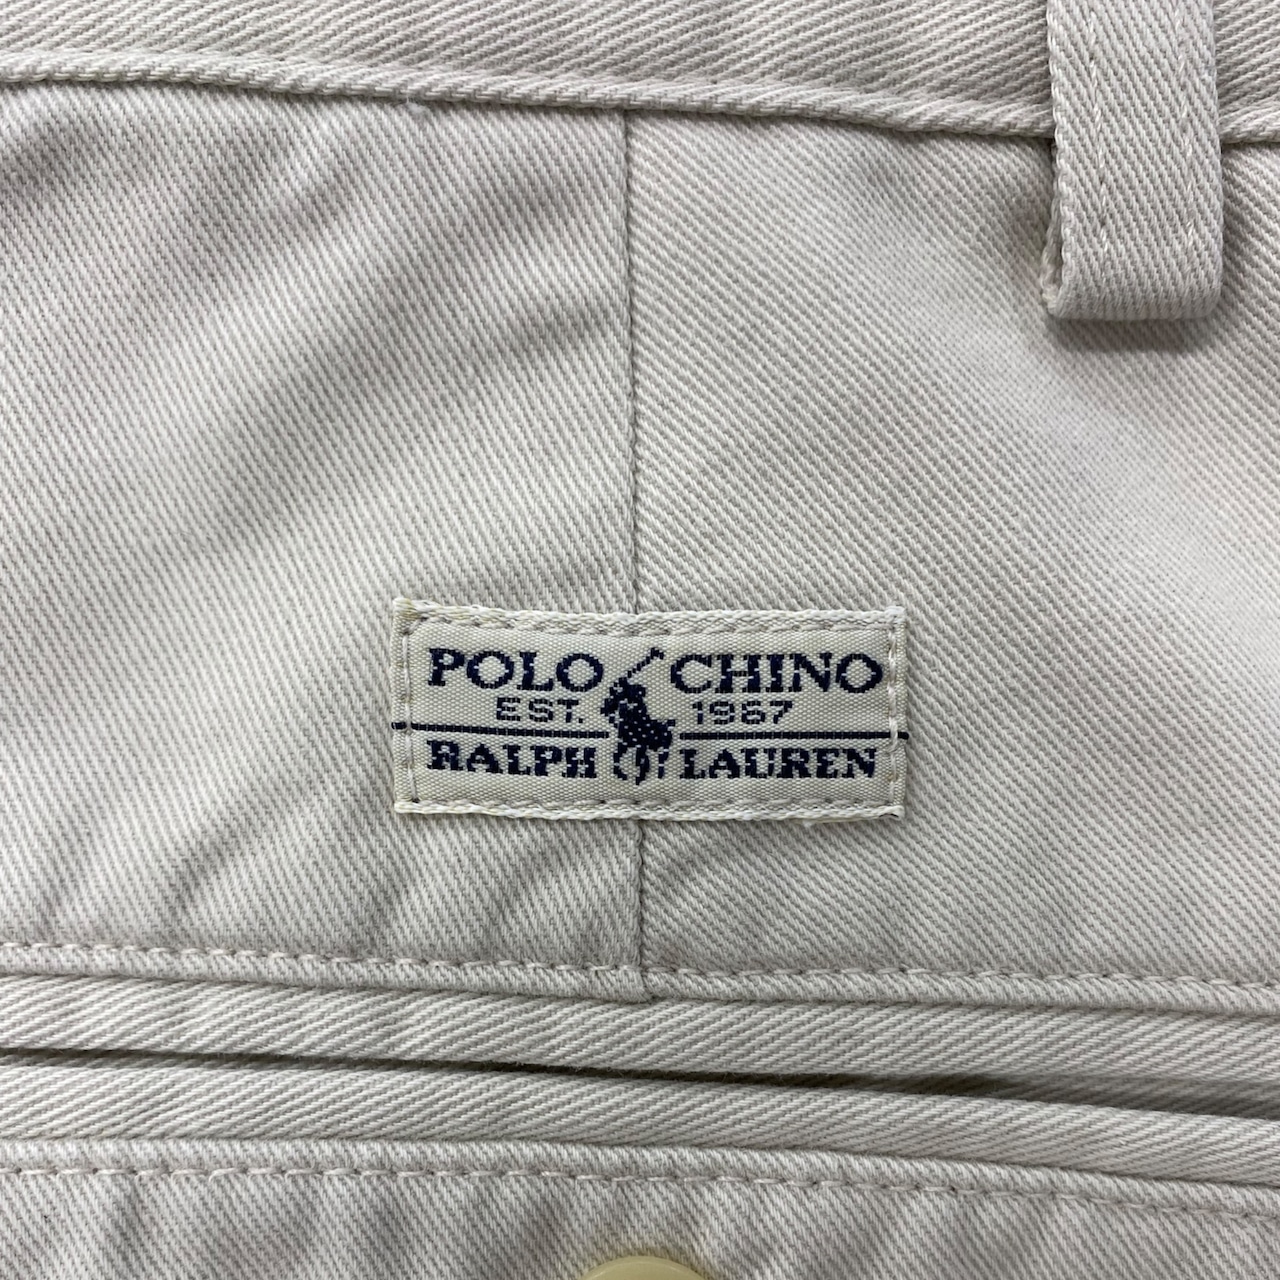 POLO CHINO
EST. 1967
RALPH LAUREN